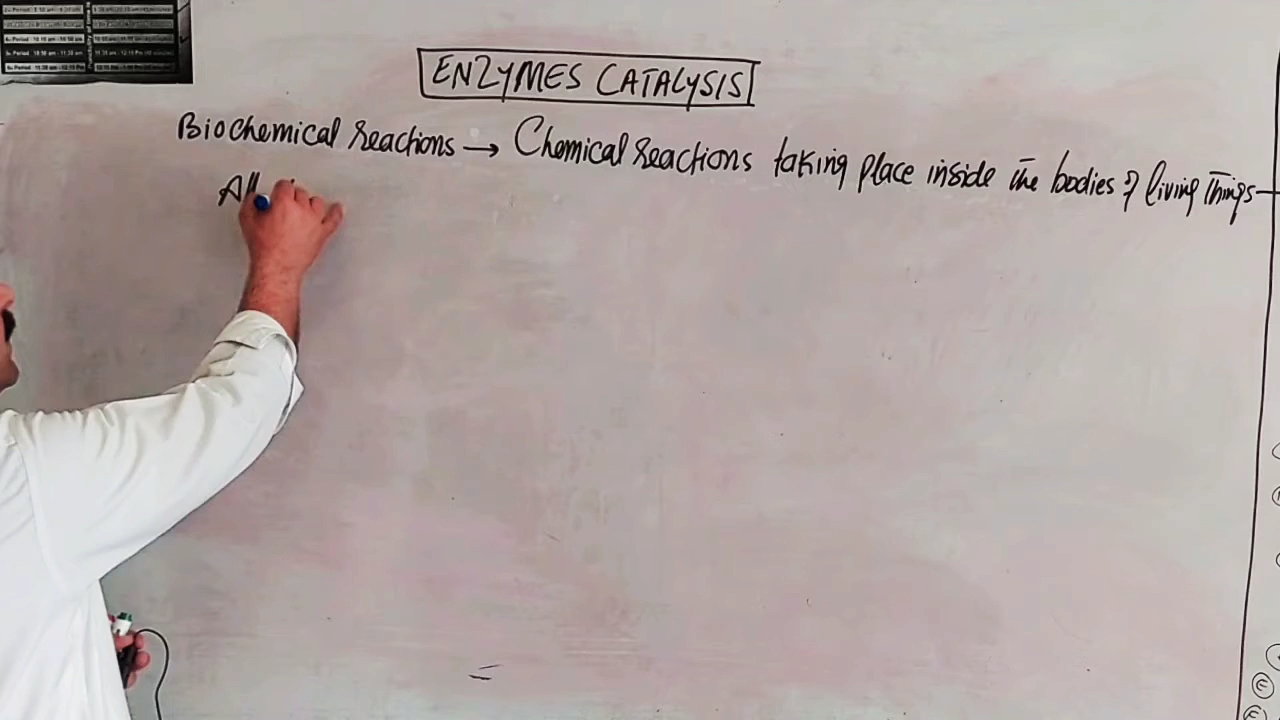 ENZYMES CATALYSIS
Biochemical reactions → Chemical reactions taking place inside the bodies of living things
All